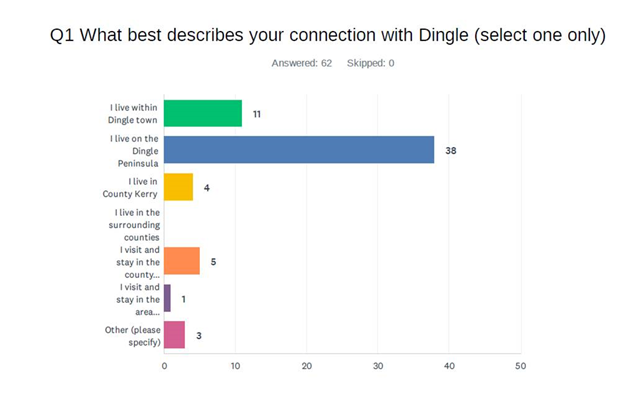 Q1 What best describes your connection with Dingle (select one only)
Answered: 62 Skipped: 0
I live within
Dingle town
11
I live on the
Dingle
Peninsula
38
I live in
County Kerry
4
I live in the
surrounding
counties
I visit and
stay in the
county...
5
I visit and
stay in the
area...
1
Other (please
specify)
3
0 10 20 30 40 50